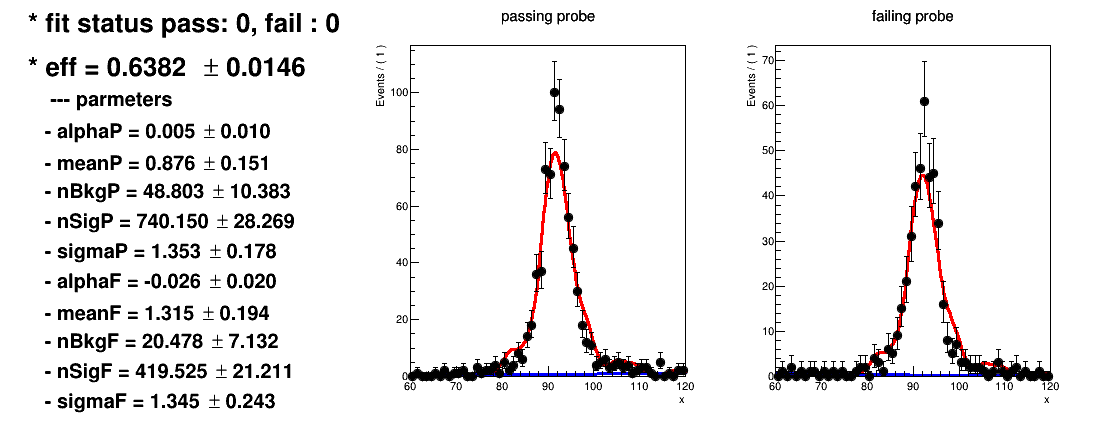 * fit status pass: 0, fail : 0
* eff = 0.6382 ± 0.0146
--- parmeters
- alphaP = 0.005 ± 0.010
- meanP = 0.876 ± 0.151
- nBkgP = 48.803 ± 10.383
- nSigP = 740.150 ± 28.269
- sigmaP = 1.353 ± 0.178
- alphaF = -0.026 ± 0.020
- meanF = 1.315 ± 0.194
- nBkgF = 20.478 ± 7.132
- nSigF = 419.525 ± 21.211
- sigmaF = 1.345 ± 0.243
passing probe
Events / ( 1 )
100
80
60
40
20
0
60 70 80 90 100 110 120
x
failing probe
Events / ( 1 )
70
60
50
40
30
20
10
0
60 70 80 90 100 110 120
x